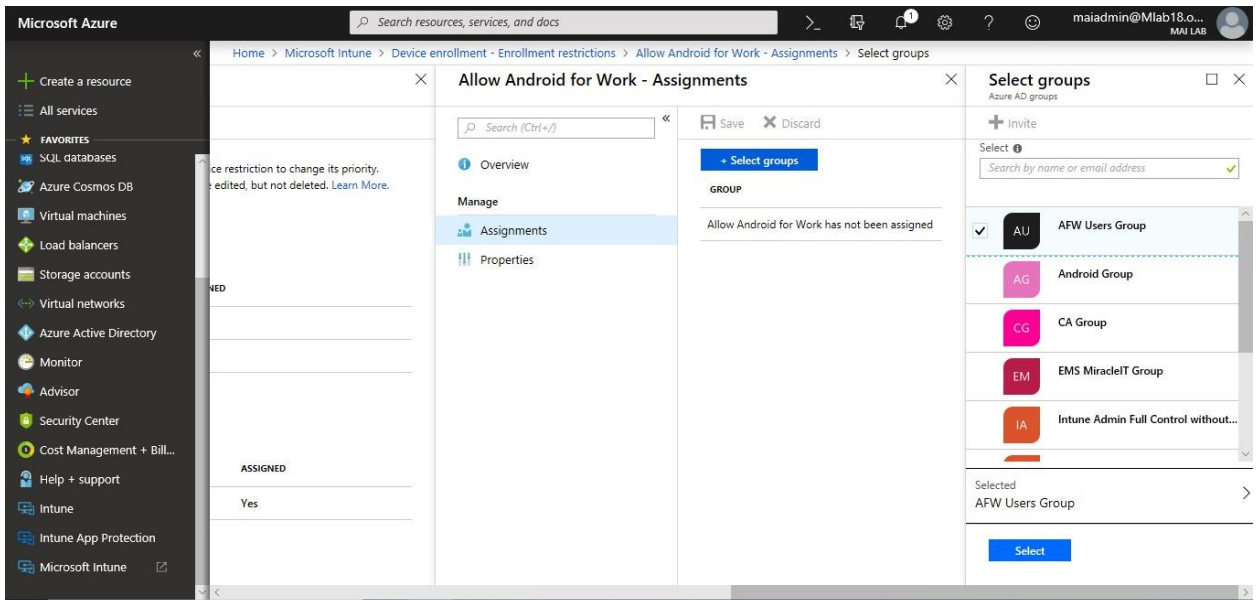 Microsoft Azure
Search resources, services, and docs
1
maiadmin@Mlab18.o...
MAI LAB
Home > Microsoft Intune > Device enrollment - Enrollment restrictions > Allow Android for Work - Assignments > Select groups
Create a resource
All services
FAVORITES
SQL databases
Azure Cosmos DB
Virtual machines
Load balancers
Storage accounts
Virtual networks
Azure Active Directory
Monitor
Advisor
Security Center
Cost Management + Bill...
Help + support
Intune
Intune App Protection
Microsoft Intune
ce restriction to change its priority.
edited, but not deleted. Learn More.
NED
ASSIGNED
Yes
Allow Android for Work - Assignments
Search (Ctrl+/)
Overview
Manage
Assignments
Properties
Save Discard
+ Select groups
GROUP
Allow Android for Work has not been assigned
Select groups
Azure AD groups
Invite
Select
Search by name or email address
AU AFW Users Group
AG Android Group
CG CA Group
EM EMS MiracleIT Group
IA Intune Admin Full Control without...
Selected
AFW Users Group
Select